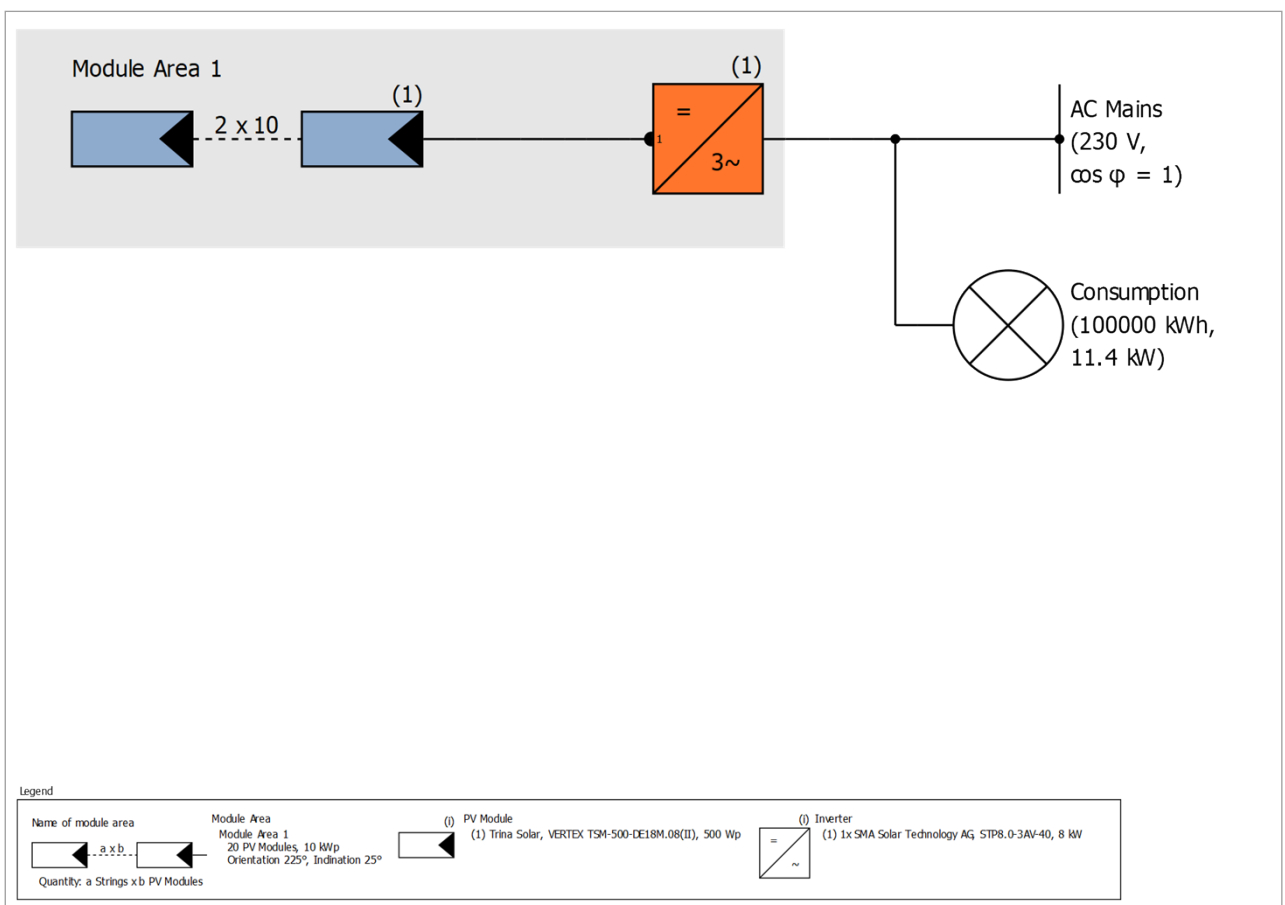 Module Area 1
(1)
(1)
2 x 10
=
1
3~
AC Mains
(230 V,
cos φ = 1)
Consumption
(100000 kWh,
11.4 kW)
Legend
Name of module area
a x b
Quantity: a Strings x b PV Modules
Module Area
Module Area 1
20 PV Modules, 10 kWp
Orientation 225°, Inclination 25°
(i) PV Module
(1) Trina Solar, VERTEX TSM-500-DE18M.08(II), 500 Wp
(i) Inverter
=
~
(1) 1x SMA Solar Technology AG, STP8.0-3AV-40, 8 kW